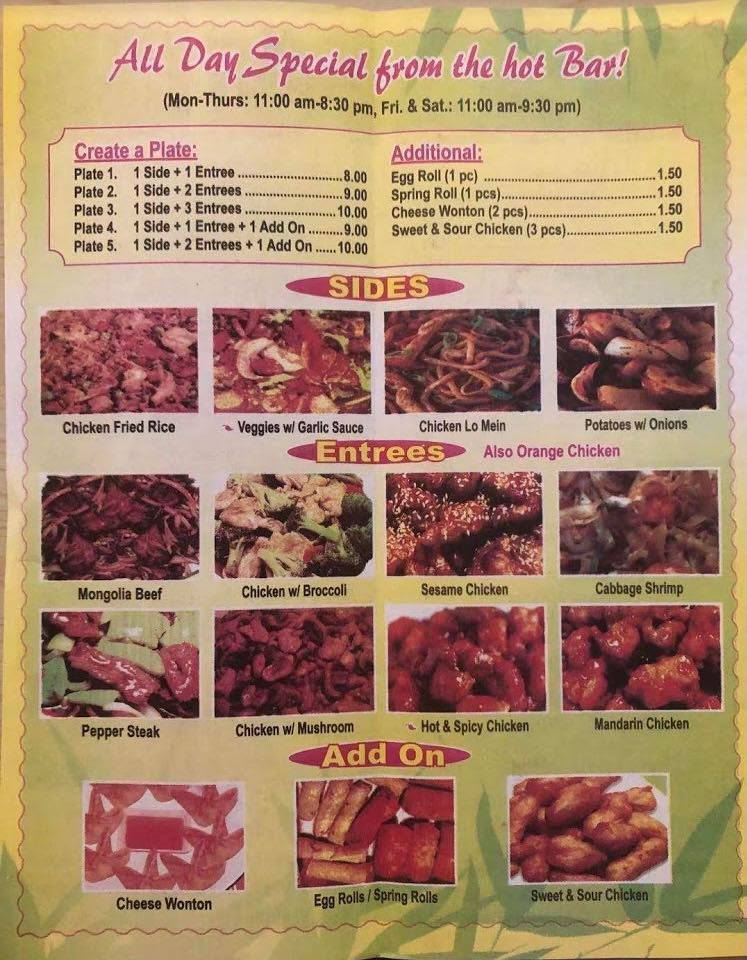 All Day Special from the hot Bar!
(Mon-Thurs: 11:00 am-8:30 pm, Fri. & Sat.: 11:00 am-9:30 pm)
Create a Plate:
Plate 1. 1 Side + 1 Entree ..........................8.00
Plate 2. 1 Side + 2 Entrees ........................9.00
Plate 3. 1 Side + 3 Entrees ........................10.00
Plate 4. 1 Side + 1 Entree + 1 Add On .........9.00
Plate 5. 1 Side + 2 Entrees + 1 Add On ......10.00
Additional:
Egg Roll (1 pc) ........................................1.50
Spring Roll (1 pcs)....................................1.50
Cheese Wonton (2 pcs)..............................1.50
Sweet & Sour Chicken (3 pcs)......................1.50
SIDES
Chicken Fried Rice
Veggies w/ Garlic Sauce
Chicken Lo Mein
Potatoes w/ Onions
Entrees
Also Orange Chicken
Mongolia Beef
Chicken w/ Broccoli
Sesame Chicken
Cabbage Shrimp
Pepper Steak
Chicken w/ Mushroom
Hot & Spicy Chicken
Mandarin Chicken
Add On
Cheese Wonton
Egg Rolls / Spring Rolls
Sweet & Sour Chicken